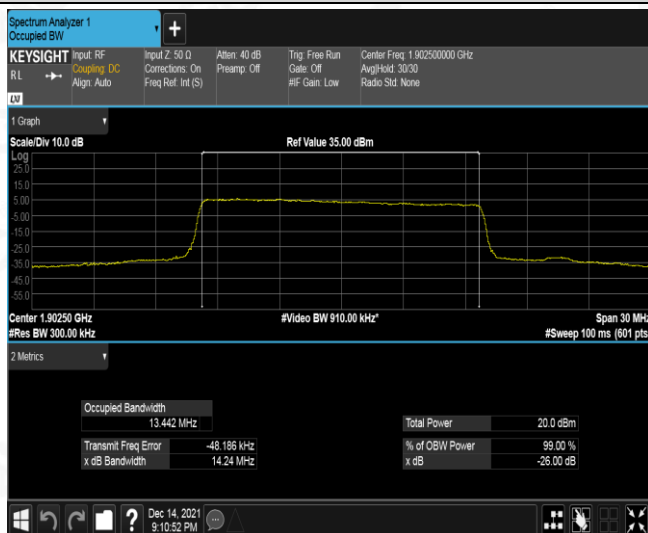 Spectrum Analyzer 1
Occupied BW
+
KEYSIGHT Input: RF Input Z: 50 Ω Atten: 40 dB Trig: Free Run Center Freq: 1.902500000 GHz
RL Coupling: DC Corrections: On Preamp: Off Gate: Off Avg|Hold: 30/30
Align: Auto Freq Ref: Int (S) #IF Gain: Low Radio Std: None
LXI
1 Graph
Scale/Div 10.0 dB Ref Value 35.00 dBm
Log
25.0
15.0
5.00
-5.00
-15.0
-25.0
-35.0
-45.0
-55.0
Center 1.90250 GHz #Video BW 910.00 kHz* Span 30 MHz
#Res BW 300.00 kHz #Sweep 100 ms (601 pts
2 Metrics
Occupied Bandwidth
13.442 MHz Total Power 20.0 dBm
Transmit Freq Error -48.186 kHz % of OBW Power 99.00 %
x dB Bandwidth 14.24 MHz x dB -26.00 dB
? Dec 14, 2021
9:10:52 PM